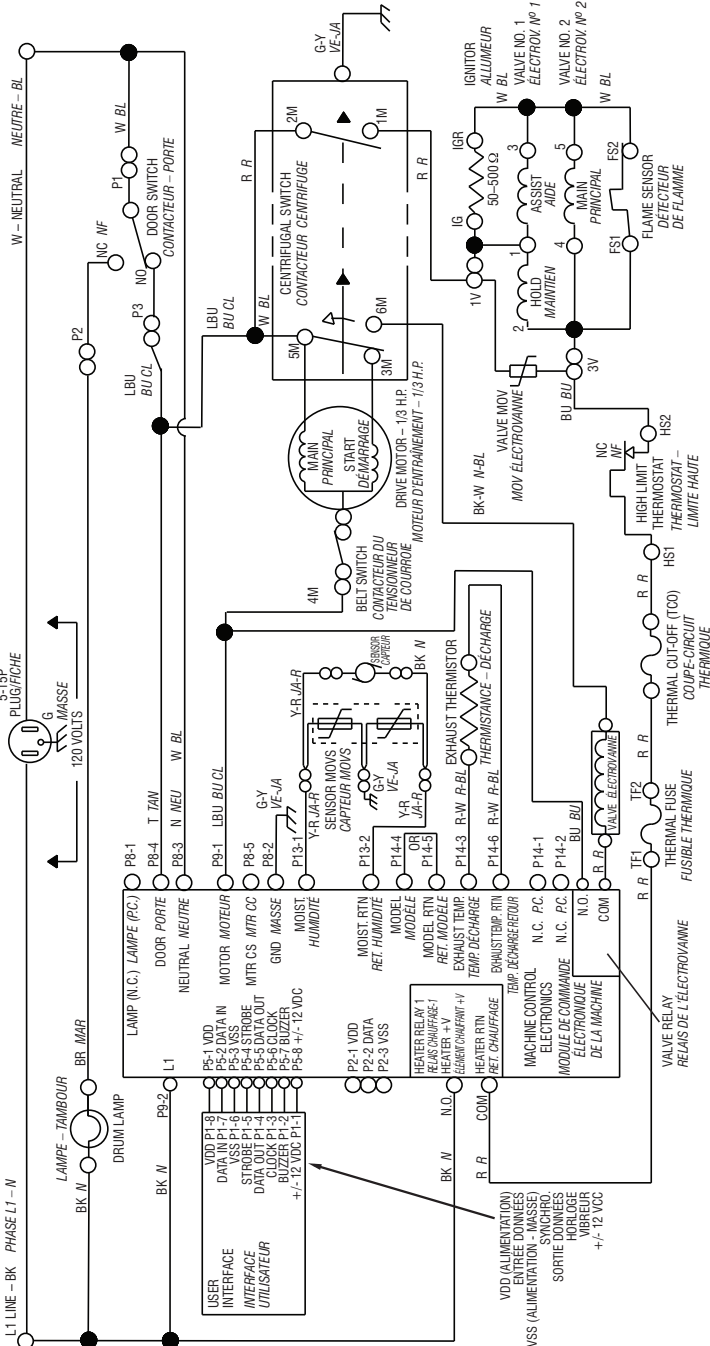 L1 LINE – BK PHASE L1 – N
5-15P
PLUG/FICHE
G
MASSE
120 VOLTS
W – NEUTRAL NEUTRE – BL
LAMPE – TAMBOUR
BK N
DRUM LAMP
BR MAR
P2
NC NF
NO
P1
W BL
DOOR SWITCH
CONTACTEUR – PORTE
P3
LBU
BU CL
BK N
P9-2
L1
LAMP (N.C.) LAMPE (P.C.)
P8-1
DOOR PORTE
P8-4
T TAN
NEUTRAL NEUTRE
P8-3
N NEU
W BL
MOTOR MOTEUR
P9-1
LBU BU CL
MTR CS MTR CC
P8-5
GND MASSE
P8-2
G-Y
VE-JA
MOIST.
HUMIDITÉ
P13-1
Y-R JA-R
MOIST. RTN
RET. HUMIDITÉ
P13-2
MODEL
MODÈLE
P14-4
OR
MODEL RTN
RET. MODÈLE
P14-5
EXHAUST TEMP.
TEMP. DÉCHARGE
P14-3
R-W R-BL
EXHAUST TEMP. RTN
TEMP. DÉCHARGE RETOUR
P14-6
R-W R-BL
N.C. P.C.
P14-1
N.C. P.C.
P14-2
N.O.
COM
BU BU
R R
MACHINE CONTROL
ELECTRONICS
MODULE DE COMMANDE
ÉLECTRONIQUE
DE LA MACHINE
VALVE RELAY
RELAIS DE L'ÉLECTROVANNE
USER
INTERFACE
INTERFACE
UTILISATEUR
VDD P1-8
DATA IN P1-7
VSS P1-6
STROBE P1-5
DATA OUT P1-4
CLOCK P1-3
BUZZER P1-2
+/- 12 VDC P1-1
P5-1 VDD
P5-2 DATA IN
P5-3 VSS
P5-4 STROBE
P5-5 DATA OUT
P5-6 CLOCK
P5-7 BUZZER
P5-8 +/- 12 VDC
P2-1 VDD
P2-2 DATA
P2-3 VSS
HEATER RELAY 1
RELAIS CHAUFFAGE-1
HEATER +V
ÉLÉMENT CHAUFFANT +V
HEATER RTN
RET. CHAUFFAGE
BK N
N.O.
R R
COM
VDD (ALIMENTATION)
ENTRÉE DONNÉES
VSS (ALIMENTATION - MASSE)
SYNCHRO.
SORTIE DONNÉES
HORLOGE
VIBREUR
+/- 12 VCC
SENSOR MOVS
CAPTEUR MOVS
Y-R JA-R
SENSOR
CAPTEUR
BK N
G-Y
VE-JA
Y-R
JA-R
EXHAUST THERMISTOR
THERMISTANCE – DÉCHARGE
4M
BELT SWITCH
CONTACTEUR DU
TENSIONNEUR
DE COURROIE
MAIN
PRINCIPAL
START
DÉMARRAGE
DRIVE MOTOR – 1/3 H.P.
MOTEUR D'ENTRAÎNEMENT – 1/3 H.P.
LBU
BU CL
W BL
5M
3M
6M
CENTRIFUGAL SWITCH
CONTACTEUR CENTRIFUGE
R R
2M
1M
R R
G-Y
VE-JA
BK-W N-BL
VALVE ÉLECTROVANNE
R R
TF1
THERMAL FUSE
FUSIBLE THERMIQUE
TF2
R R
THERMAL CUT-OFF (TCO)
COUPE-CIRCUIT
THERMIQUE
R R
HS1
HIGH LIMIT
THERMOSTAT
THERMOSTAT –
LIMITE HAUTE
NC
NF
HS2
BU BU
3V
VALVE MOV
MOV ÉLECTROVANNE
1V
IG
50–500 Ω
IGR
IGNITOR
ALLUMEUR
W BL
2
HOLD
MAINTIEN
1
ASSIST
AIDE
3
VALVE NO. 1
ÉLECTROV. Nº 1
4
MAIN
PRINCIPAL
5
VALVE NO. 2
ÉLECTROV. Nº 2
W BL
FS1
FS2
FLAME SENSOR
DÉTECTEUR
DE FLAMME